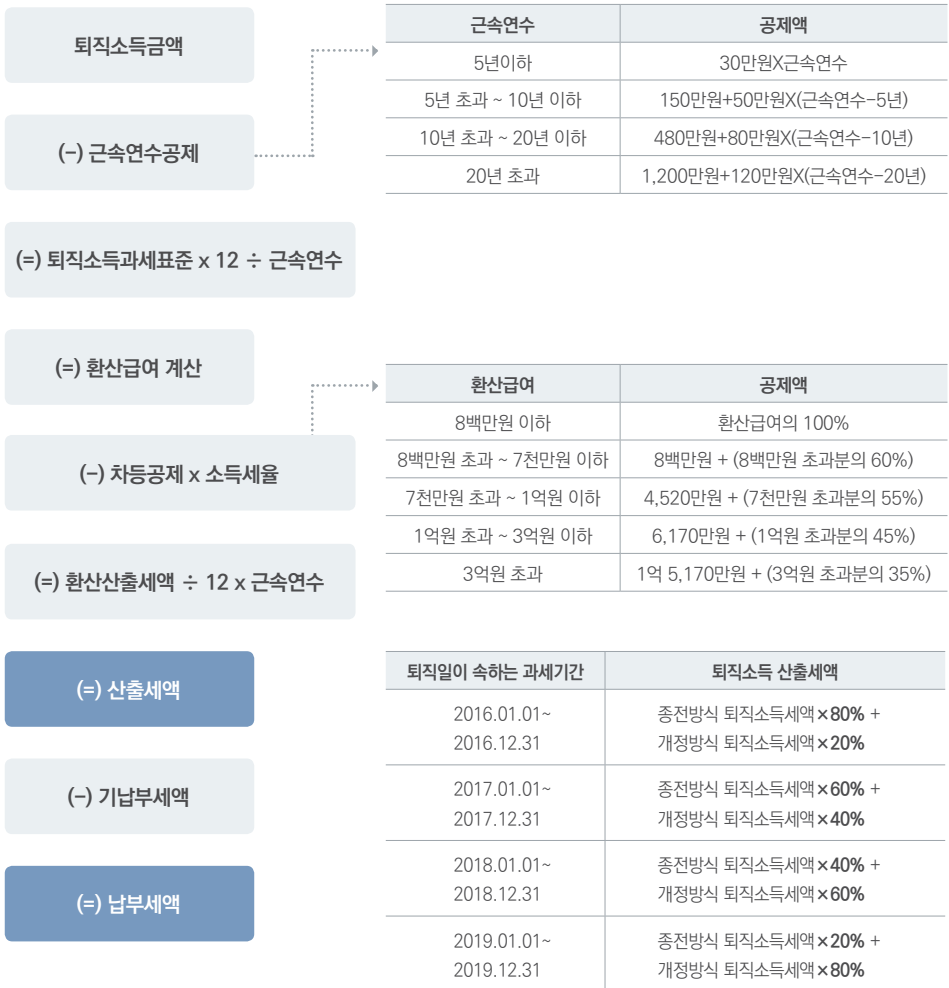 퇴직소득금액
(-) 근속연수공제
근속연수 공제액
5년이하 30만원X근속연수
5년 초과 ~ 10년 이하 150만원+50만원X(근속연수-5년)
10년 초과 ~ 20년 이하 480만원+80만원X(근속연수-10년)
20년 초과 1,200만원+120만원X(근속연수-20년)
(=) 퇴직소득과세표준 x 12 ÷ 근속연수
(=) 환산급여 계산
(-) 차등공제 x 소득세율
환산급여 공제액
8백만원 이하 환산급여의 100%
8백만원 초과 ~ 7천만원 이하 8백만원 + (8백만원 초과분의 60%)
7천만원 초과 ~ 1억원 이하 4,520만원 + (7천만원 초과분의 55%)
1억원 초과 ~ 3억원 이하 6,170만원 + (1억원 초과분의 45%)
3억원 초과 1억 5,170만원 + (3억원 초과분의 35%)
(=) 환산산출세액 ÷ 12 x 근속연수
(=) 산출세액
(-) 기납부세액
(=) 납부세액
퇴직일이 속하는 과세기간 퇴직소득 산출세액
2016.01.01~ 종전방식 퇴직소득세액×80% +
2016.12.31 개정방식 퇴직소득세액×20%
2017.01.01~ 종전방식 퇴직소득세액×60% +
2017.12.31 개정방식 퇴직소득세액×40%
2018.01.01~ 종전방식 퇴직소득세액×40% +
2018.12.31 개정방식 퇴직소득세액×60%
2019.01.01~ 종전방식 퇴직소득세액×20% +
2019.12.31 개정방식 퇴직소득세액×80%